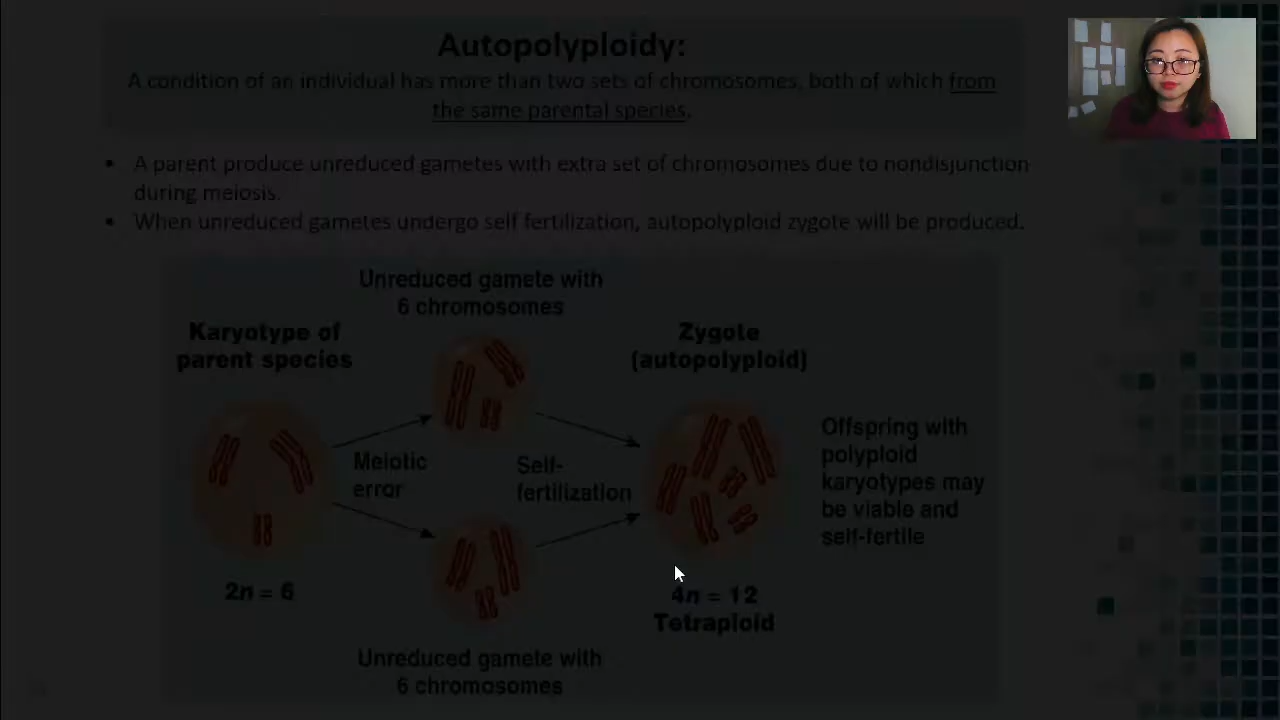 Autopolyploidy:
A condition of an individual has more than two sets of chromosomes, both of which from
the same parental species.
• A parent produce unreduced gametes with extra set of chromosomes due to nondisjunction
during meiosis.
• When unreduced gametes undergo self fertilization, autopolyploid zygote will be produced.
Unreduced gamete with
6 chromosomes
Karyotype of
parent species
Zygote
(autopolyploid)
Meiotic
error
Self-
fertilization
Offspring with
polyploid
karyotypes may
be viable and
self-fertile
2n = 6
4n = 12
Tetraploid
Unreduced gamete with
6 chromosomes